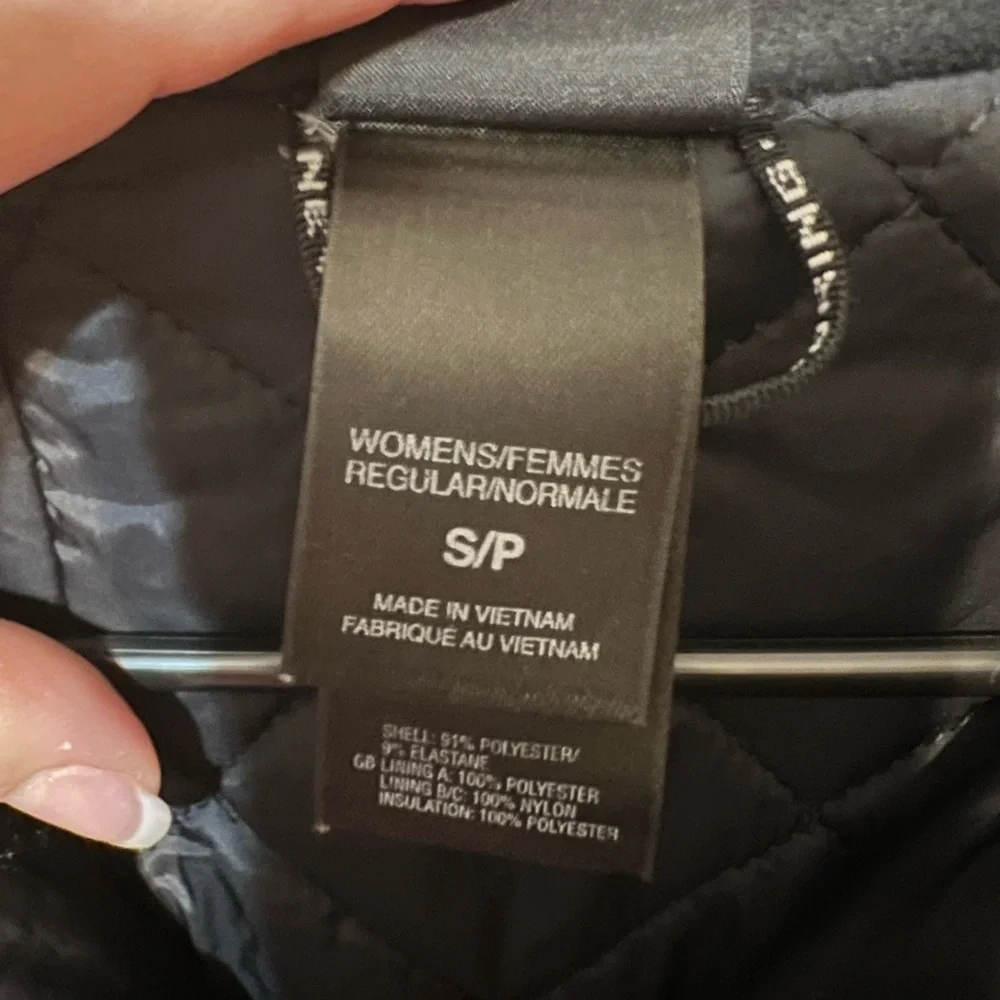 WOMENS/FEMMES
REGULAR/NORMALE
S/P
MADE IN VIETNAM
FABRIQUÉ AU VIETNAM
SHELL: 91% POLYESTER/
9% ELASTANE
GB LINING A: 100% POLYESTER
LINING B/C: 100% NYLON
INSULATION: 100% POLYESTER